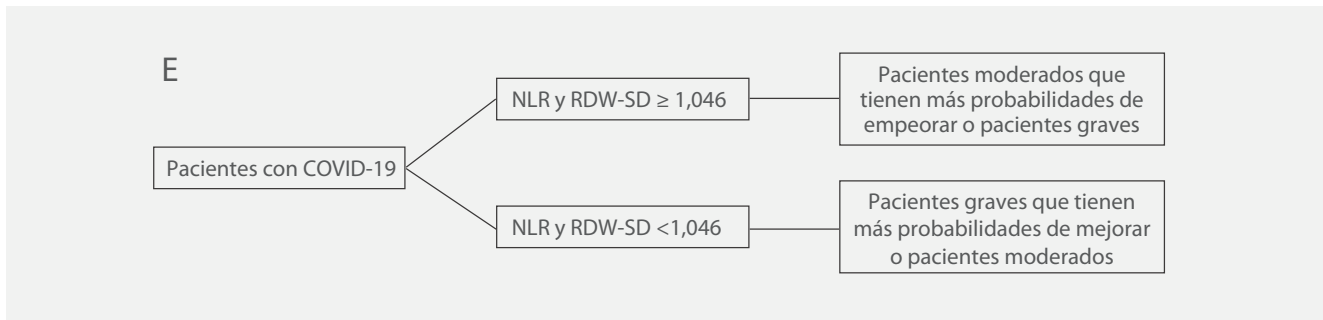 E
Pacientes con COVID-19
NLR y RDW-SD ≥ 1,046
Pacientes moderados que
tienen más probabilidades de
empeorar o pacientes graves
NLR y RDW-SD <1,046
Pacientes graves que tienen
más probabilidades de mejorar
o pacientes moderados